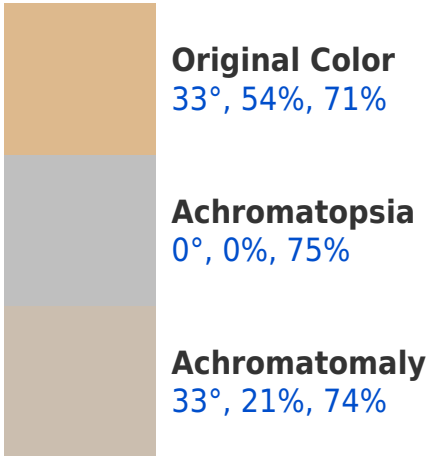 Original Color
33°, 54%, 71%
Achromatopsia
0°, 0%, 75%
Achromatomaly
33°, 21%, 74%